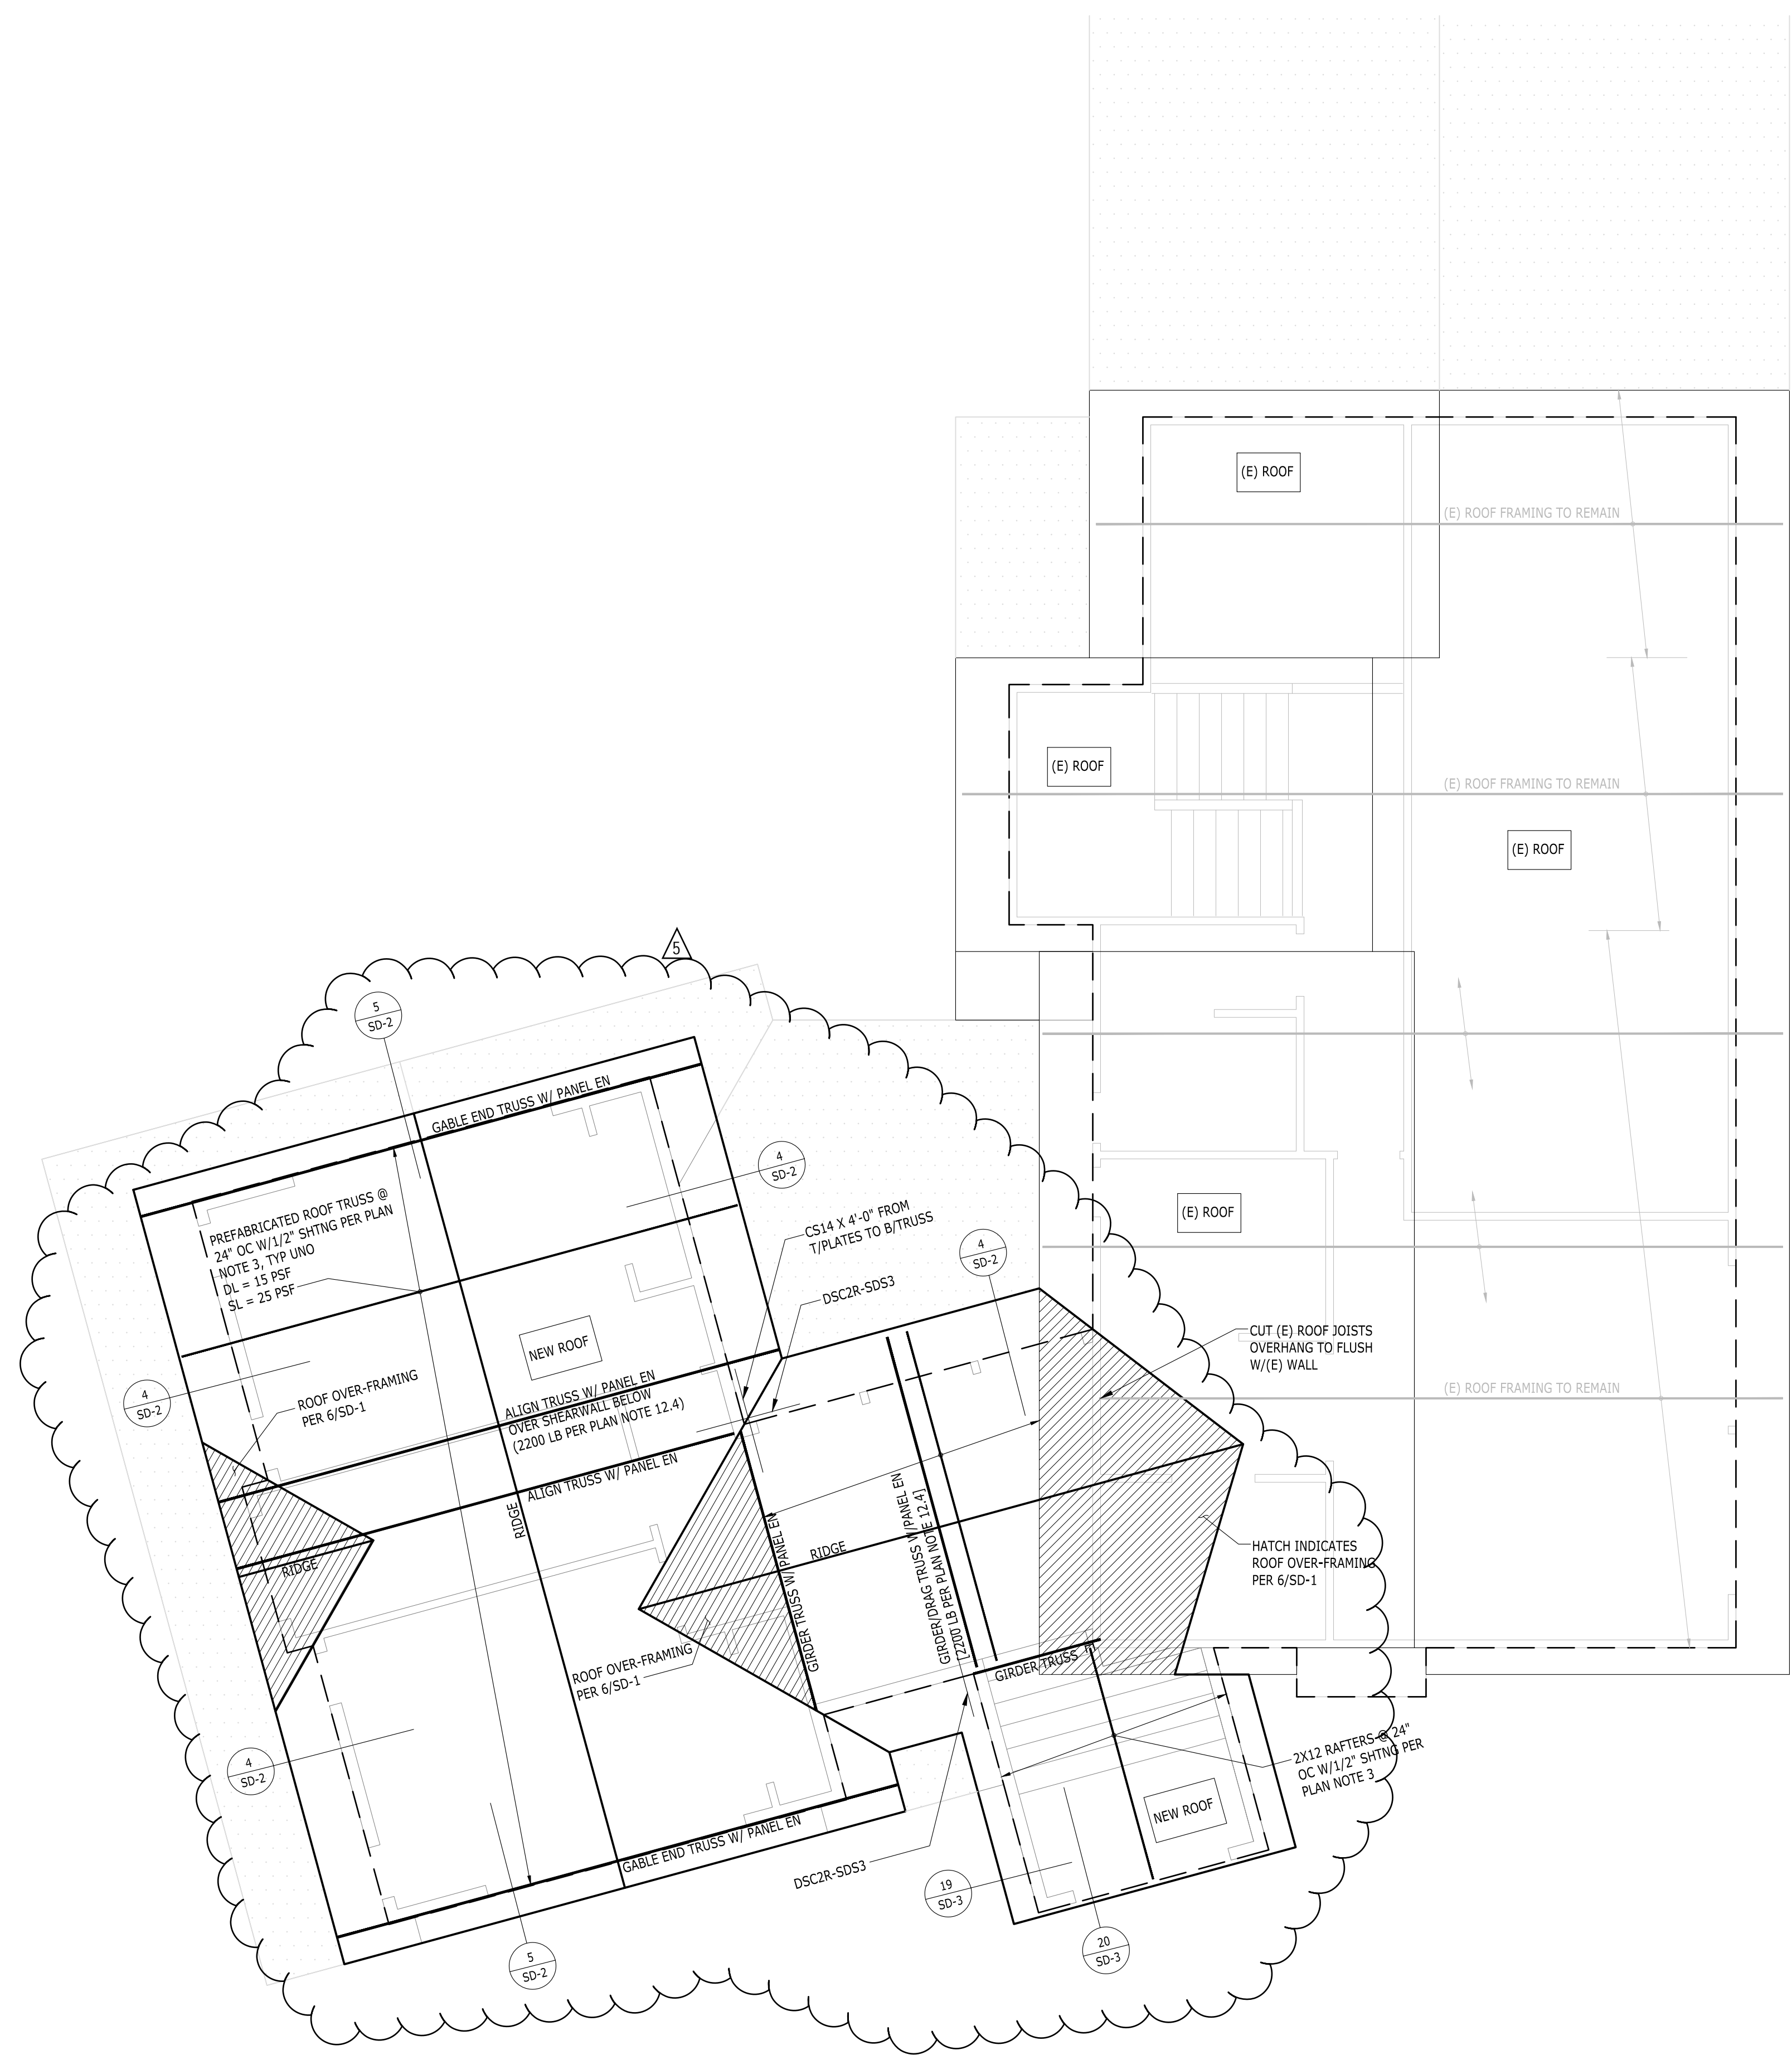 (E) ROOF
(E) ROOF FRAMING TO REMAIN
(E) ROOF
(E) ROOF FRAMING TO REMAIN
(E) ROOF
5
5
SD-2
GABLE END TRUSS W/ PANEL EN
4
SD-2
PREFABRICATED ROOF TRUSS @
24" OC W/1/2" SHTNG PER PLAN
NOTE 3, TYP UNO
DL = 15 PSF
SL = 25 PSF
CS14 X 4'-0" FROM
T/PLATES TO B/TRUSS
(E) ROOF
4
SD-2
DSC2R-SDS3
NEW ROOF
CUT (E) ROOF JOISTS
OVERHANG TO FLUSH
W/(E) WALL
4
SD-2
ROOF OVER-FRAMING
PER 6/SD-1
ALIGN TRUSS W/ PANEL EN
OVER SHEARWALL BELOW
(2200 LB PER PLAN NOTE 12.4)
(E) ROOF FRAMING TO REMAIN
ALIGN TRUSS W/ PANEL EN
RIDGE
RIDGE
RIDGE
GIRDER TRUSS W/PANEL EN
GIRDER/DRAG TRUSS W/PANEL EN
[2200 LB PER PLAN NOTE 12.4]
HATCH INDICATES
ROOF OVER-FRAMING
PER 6/SD-1
ROOF OVER-FRAMING
PER 6/SD-1
GIRDER TRUSS
4
SD-2
2X12 RAFTERS @ 24"
OC W/1/2" SHTNG PER
PLAN NOTE 3
NEW ROOF
GABLE END TRUSS W/ PANEL EN
DSC2R-SDS3
19
SD-3
20
SD-3
5
SD-2